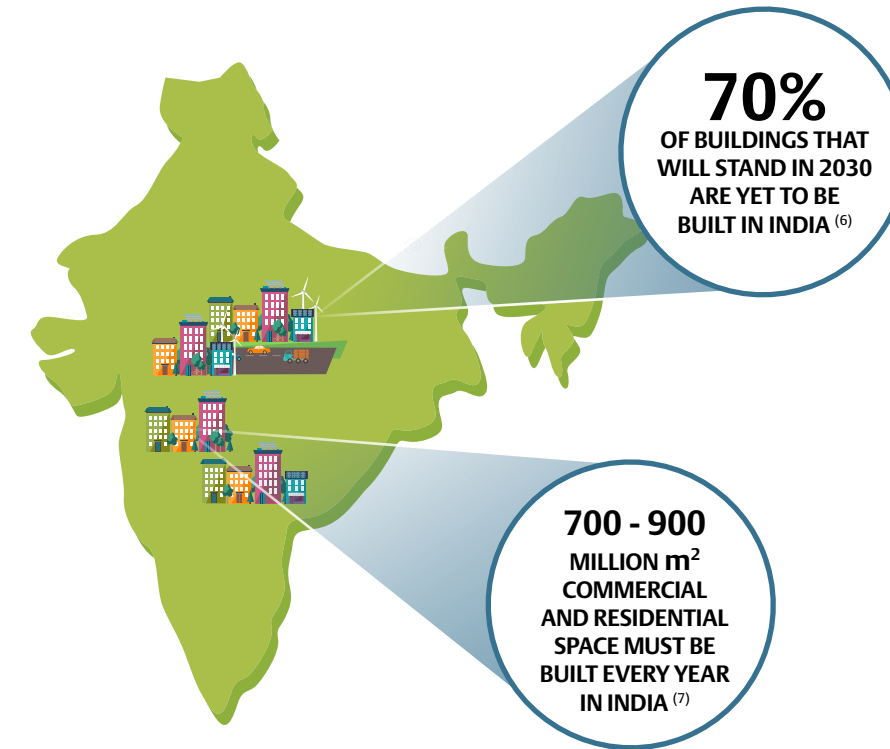 70%
OF BUILDINGS THAT
WILL STAND IN 2030
ARE YET TO BE
BUILT IN INDIA (6)
700 - 900
MILLION m²
COMMERCIAL
AND RESIDENTIAL
SPACE MUST BE
BUILT EVERY YEAR
IN INDIA (7)